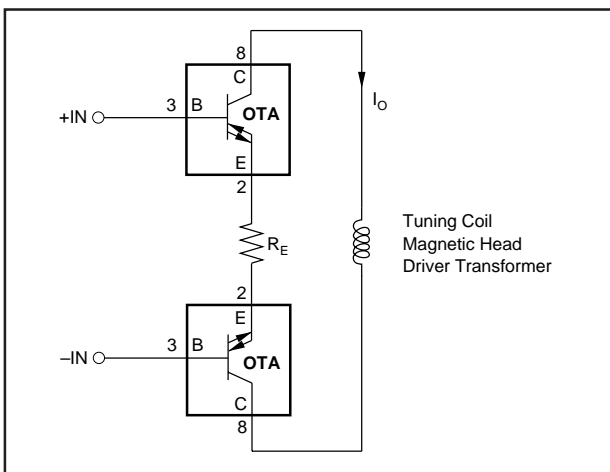 8
C
3 B
OTA
+IN
E
2
I_O
R_E
Tuning Coil
Magnetic Head
Driver Transformer
2
E
3 B
OTA
–IN
C
8